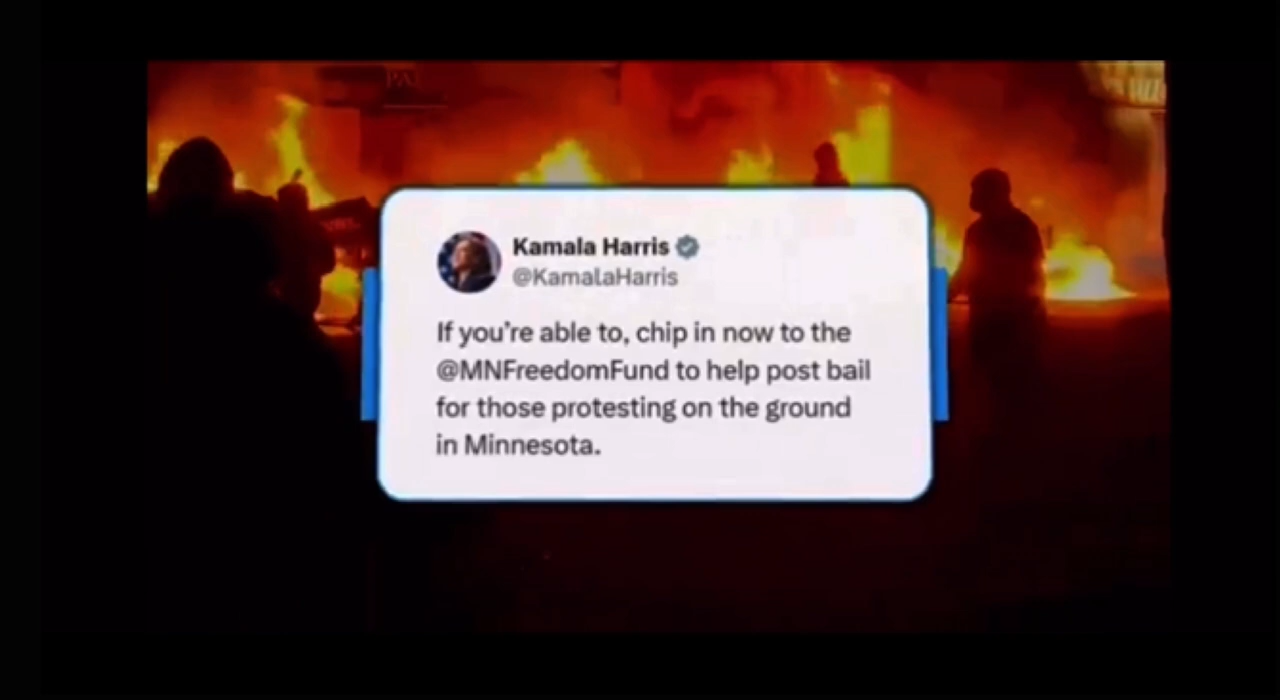 Kamala Harris
@KamalaHarris
If you're able to, chip in now to the
@MNFreedomFund to help post bail
for those protesting on the ground
in Minnesota.